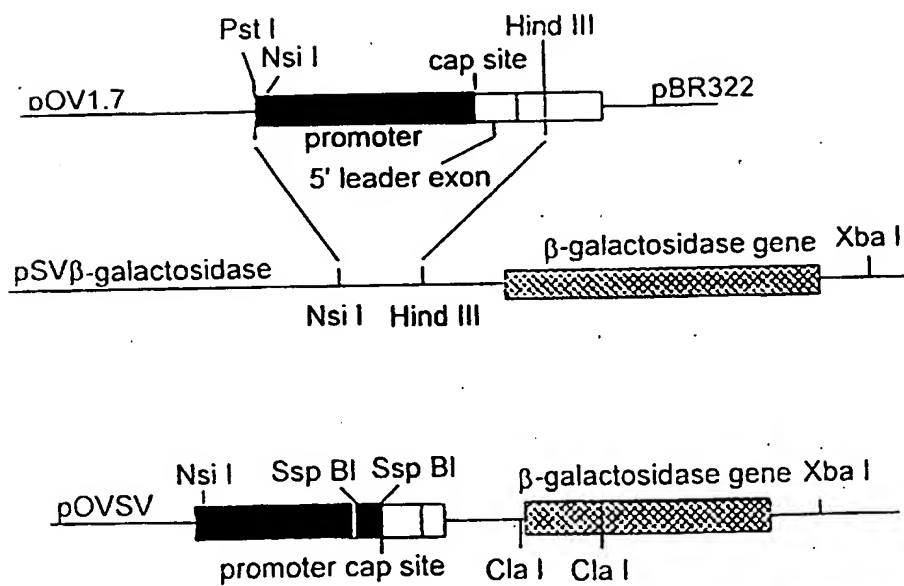 Pst I
Hind III
Nsi I
cap site
pOV1.7
pBR322
promoter
5' leader exon
pSVβ-galactosidase
β-galactosidase gene
Xba I
Nsi I
Hind III
Nsi I
Ssp BI
Ssp BI
β-galactosidase gene
Xba I
pOVSV
promoter
cap site
Cla I
Cla I